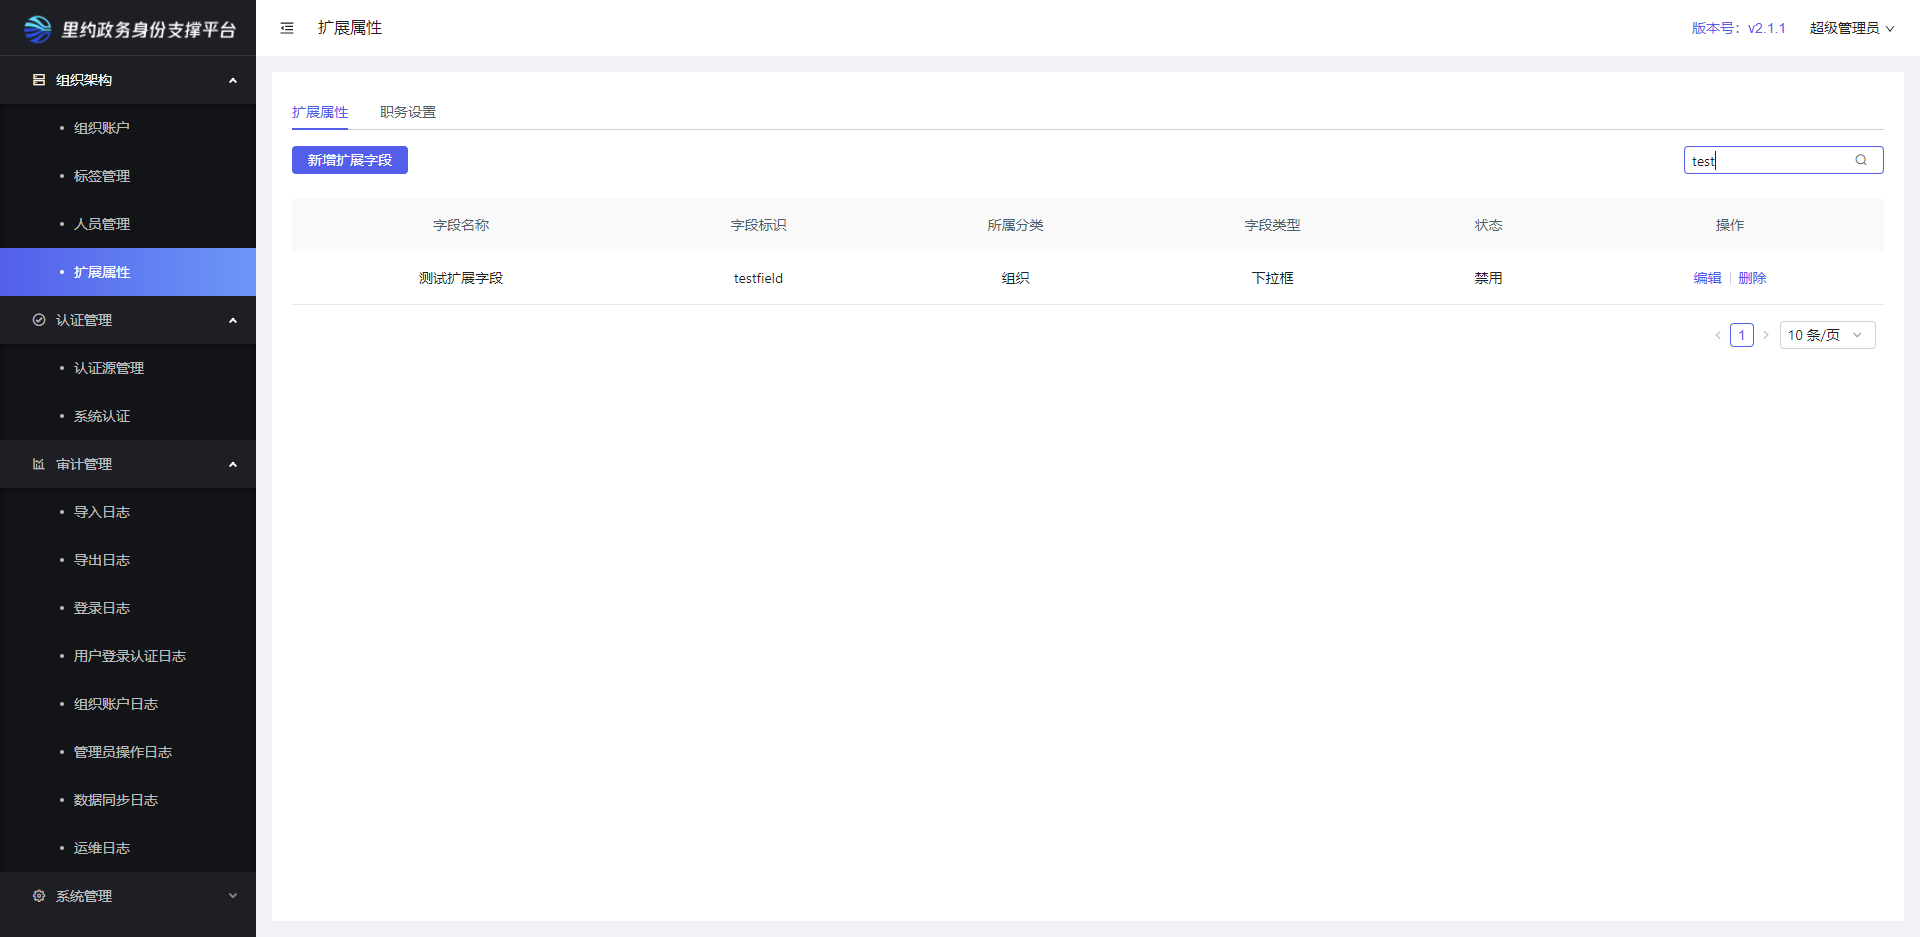 里约政务身份支撑平台
扩展属性
版本号：v2.1.1
超级管理员
组织架构
组织账户
标签管理
人员管理
扩展属性
认证管理
认证源管理
系统认证
审计管理
导入日志
导出日志
登录日志
用户登录认证日志
组织账户日志
管理员操作日志
数据同步日志
运维日志
系统管理
扩展属性 职务设置
新增扩展字段
test
字段名称 字段标识 所属分类 字段类型 状态 操作
测试扩展字段 testfield 组织 下拉框 禁用 编辑 删除
1 10 条/页